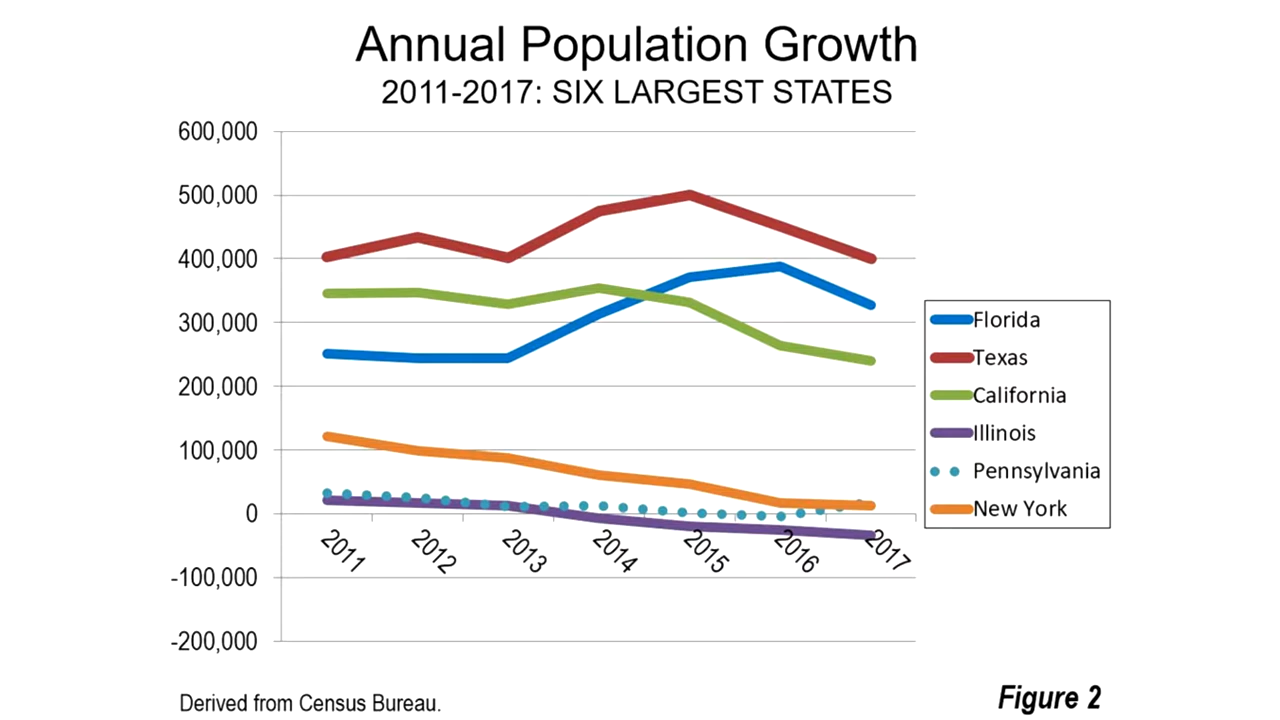 Annual Population Growth
2011-2017: SIX LARGEST STATES
600,000
500,000
400,000
300,000
200,000
100,000
0
-100,000
-200,000
2011
2012
2013
2014
2015
2016
2017
Florida
Texas
California
Illinois
Pennsylvania
New York
Derived from Census Bureau.
Figure 2